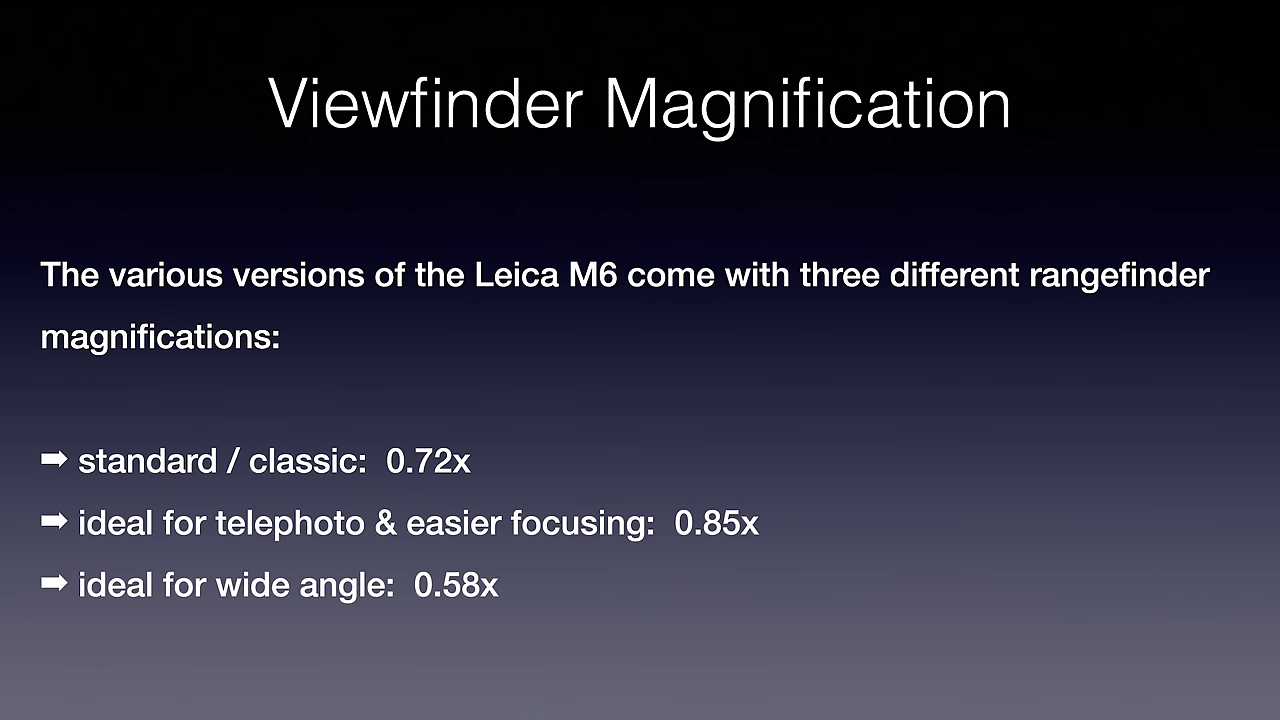 Viewfinder Magnification
The various versions of the Leica M6 come with three different rangefinder
magnifications:
➡ standard / classic:  0.72x
➡ ideal for telephoto & easier focusing:  0.85x
➡ ideal for wide angle:  0.58x